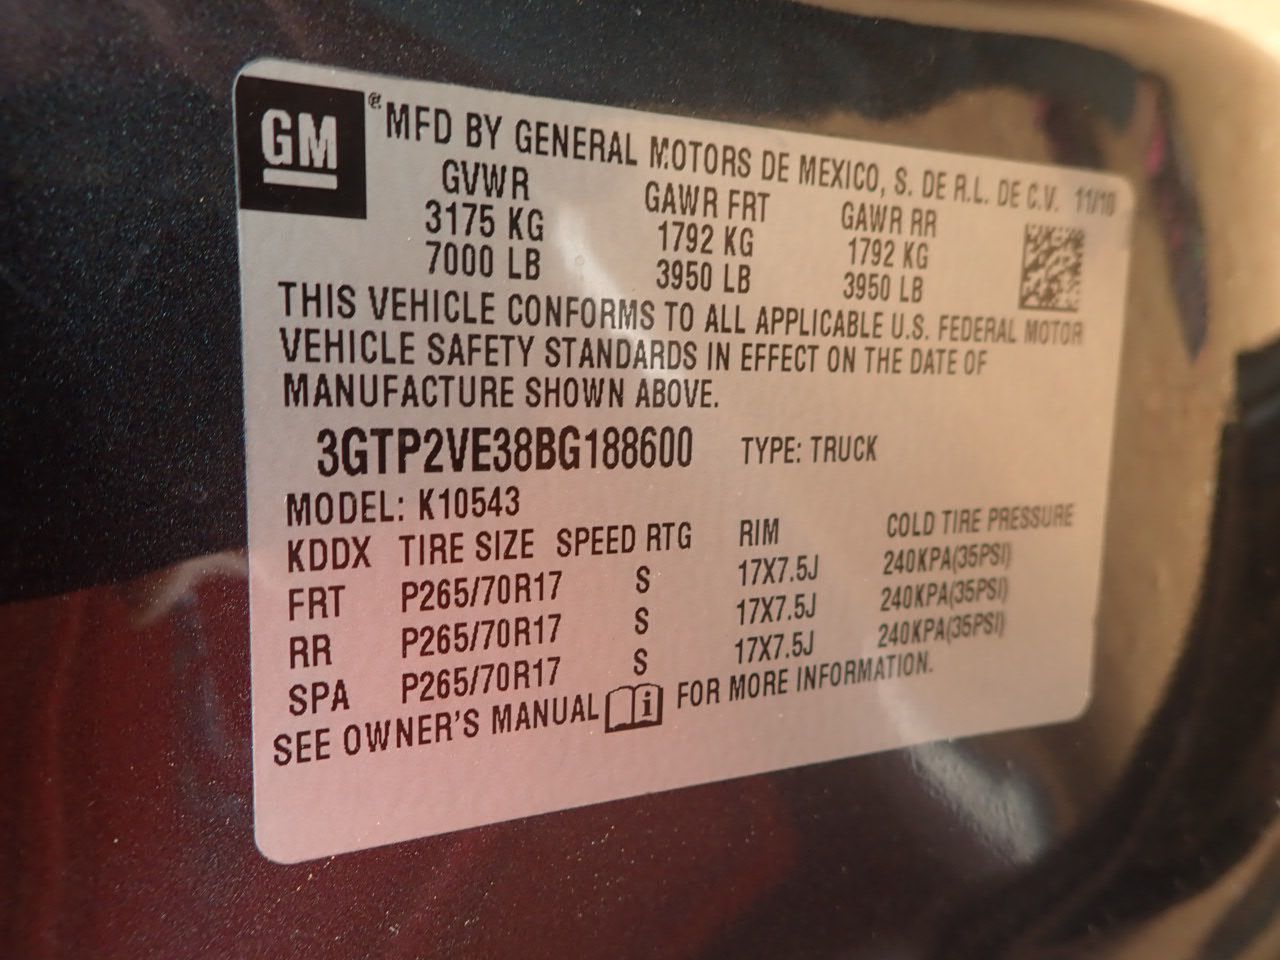 GM ® MFD BY GENERAL MOTORS DE MEXICO, S. DE R.L. DE C.V. 11/10
GVWR GAWR FRT GAWR RR
3175 KG 1792 KG 1792 KG
7000 LB 3950 LB 3950 LB
THIS VEHICLE CONFORMS TO ALL APPLICABLE U.S. FEDERAL MOTOR
VEHICLE SAFETY STANDARDS IN EFFECT ON THE DATE OF
MANUFACTURE SHOWN ABOVE.
3GTP2VE38BG188600 TYPE: TRUCK
MODEL: K10543
KDDX TIRE SIZE SPEED RTG RIM COLD TIRE PRESSURE
FRT P265/70R17 S 17X7.5J 240KPA(35PSI)
RR P265/70R17 S 17X7.5J 240KPA(35PSI)
SPA P265/70R17 S 17X7.5J 240KPA(35PSI)
SEE OWNER'S MANUAL i FOR MORE INFORMATION.